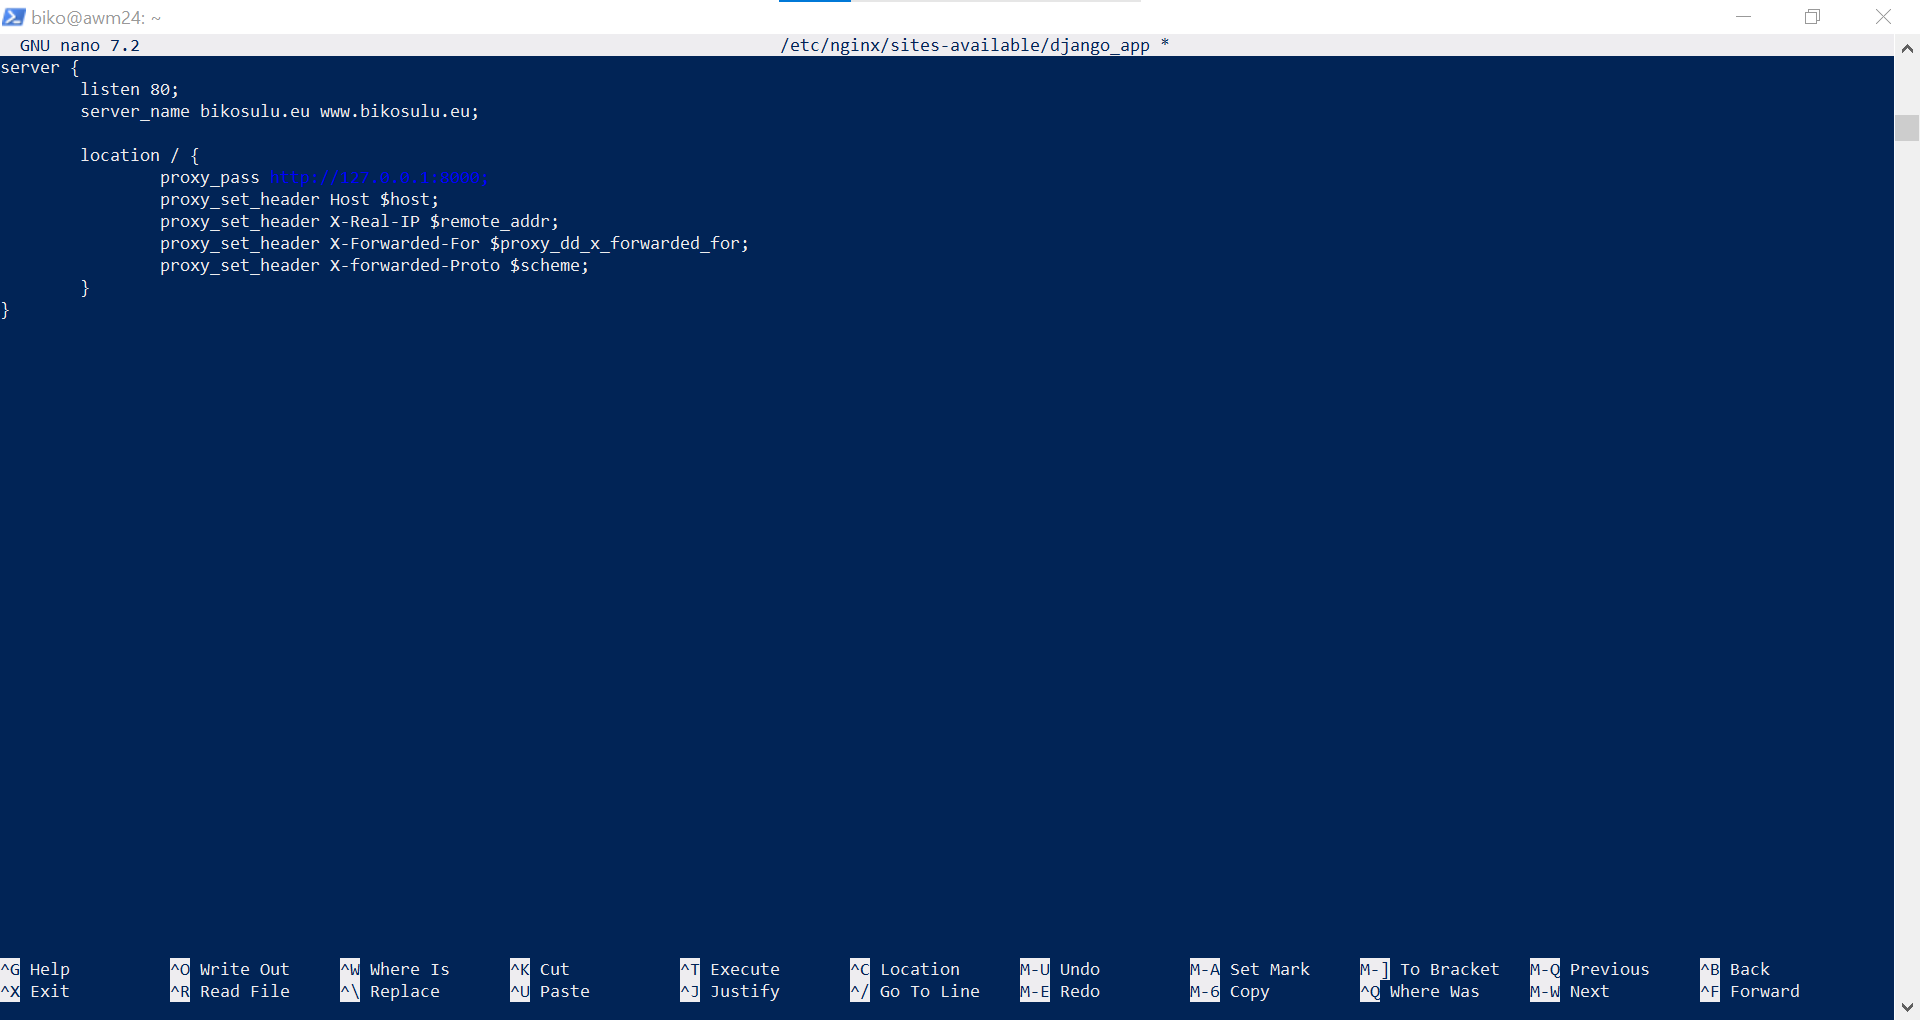 biko@awm24: ~
GNU nano 7.2 /etc/nginx/sites-available/django_app *
server {
        listen 80;
        server_name bikosulu.eu www.bikosulu.eu;

        location / {
                proxy_pass http://127.0.0.1:8000;
                proxy_set_header Host $host;
                proxy_set_header X-Real-IP $remote_addr;
                proxy_set_header X-Forwarded-For $proxy_dd_x_forwarded_for;
                proxy_set_header X-forwarded-Proto $scheme;
        }
}
^G Help ^O Write Out ^W Where Is ^K Cut ^T Execute ^C Location M-U Undo M-A Set Mark M-] To Bracket M-Q Previous ^B Back
^X Exit ^R Read File ^\ Replace ^U Paste ^J Justify ^/ Go To Line M-E Redo M-6 Copy ^Q Where Was M-W Next ^F Forward